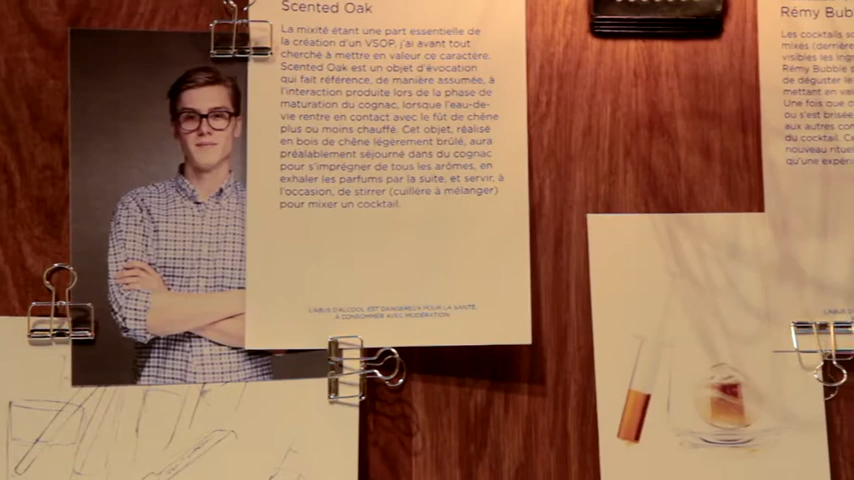 Scented Oak
La mixité étant une part essentielle de
la création d'un VSOP, j'ai avant tout
cherché à mettre en valeur ce caractère.
Scented Oak est un objet d'évocation
qui fait référence, de manière assumée, à
l'interaction produite lors de la phase de
maturation du cognac, lorsque l'eau-de-
vie rentre en contact avec le fût de chêne
plus ou moins chauffé. Cet objet, réalisé
en bois de chêne légèrement brûlé, aura
préalablement séjourné dans du cognac
pour s'imprégner de tous les arômes, en
exhaler les parfums par la suite, et servir, à
l'occasion, de stirrer (cuillère à mélanger)
pour mixer un cocktail.
L'ABUS D'ALCOOL EST DANGEREUX POUR LA SANTÉ,
À CONSOMMER AVEC MODÉRATION
Rémy Bub
Les cocktails s
mixés (dernière
visibles les ing
Rémy Bubble
de déguster le
mettant en val
Une fois que
ou s'est brisée
aux autres con
du cocktail. C
nouveau rituel
qu'une expéri
L'ABUS D